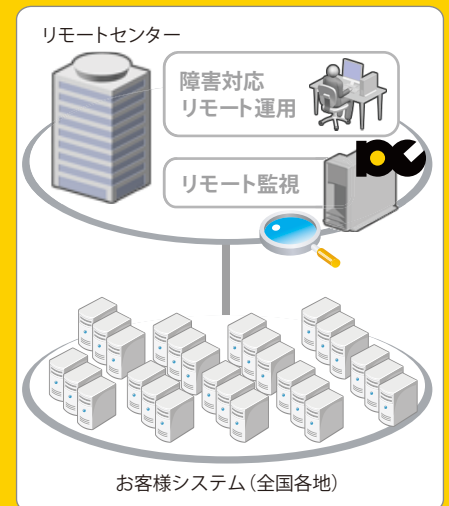 リモートセンター
障害対応
リモート運用
リモート監視
お客様システム（全国各地）